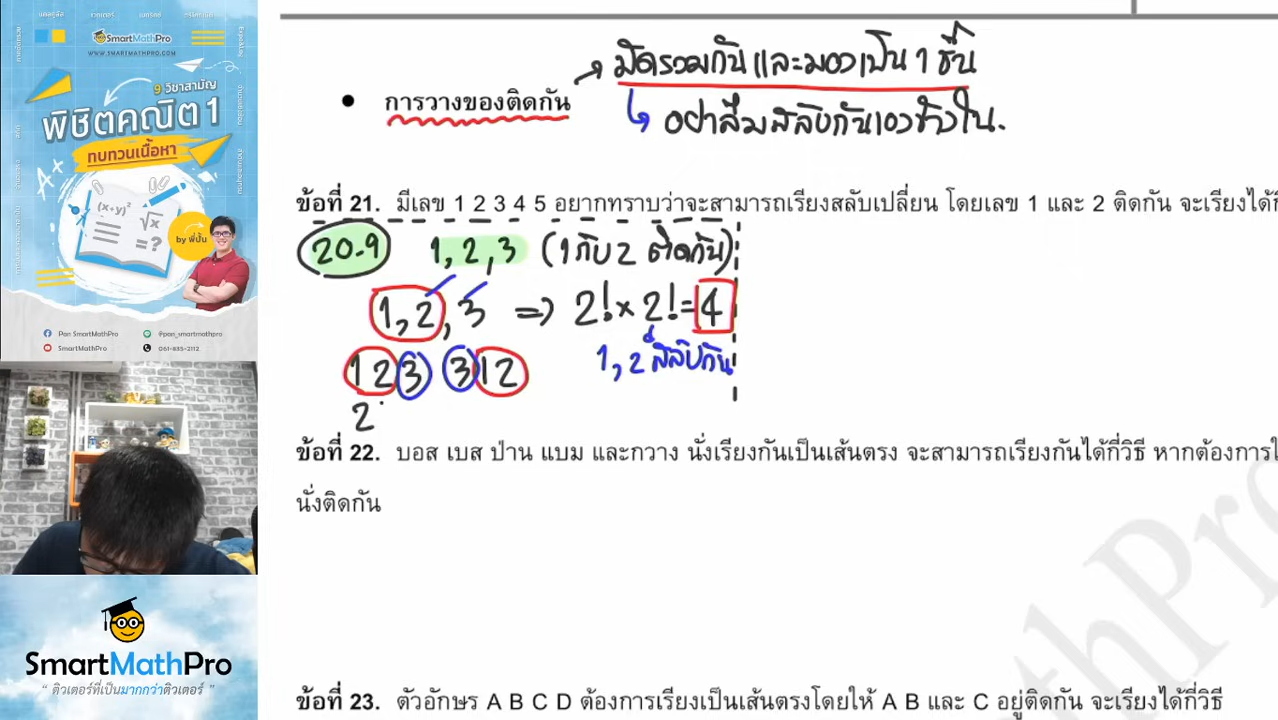 SmartMathPro
WWW.SMARTMATHPRO.COM
9 วิชาสามัญ
พิชิตคณิต 1
ทบทวนเนื้อหา
A+
(x+y)²
√x
=?
by พี่ปั้น
Pan SmartMathPro
@pan_smartmathpro
SmartMathPro
061-835-2112
SmartMathPro
“ ติวเตอร์ที่เป็นมากกว่าติวเตอร์ ”
• การวางของติดกัน → มัดรวมกันและมองเป็น 1 ชิ้น
↳ อย่าลืมสลับกันเองข้างใน.
ข้อที่ 21. มีเลข 1 2 3 4 5 อยากทราบว่าจะสามารถเรียงสลับเปลี่ยน โดยเลข 1 และ 2 ติดกัน จะเรียงได้
20.9 1, 2, 3 (1 กับ 2 ติดกัน)
1, 2, 3 ⇒ 2! × 2! = 4
1 2 3 3 1 2 1, 2 สลับกัน
2
ข้อที่ 22. บอส เบส ป่าน แบม และกวาง นั่งเรียงกันเป็นเส้นตรง จะสามารถเรียงกันได้กี่วิธี หากต้องการ
นั่งติดกัน
ข้อที่ 23. ตัวอักษร A B C D ต้องการเรียงเป็นเส้นตรงโดยให้ A B และ C อยู่ติดกัน จะเรียงได้กี่วิธี